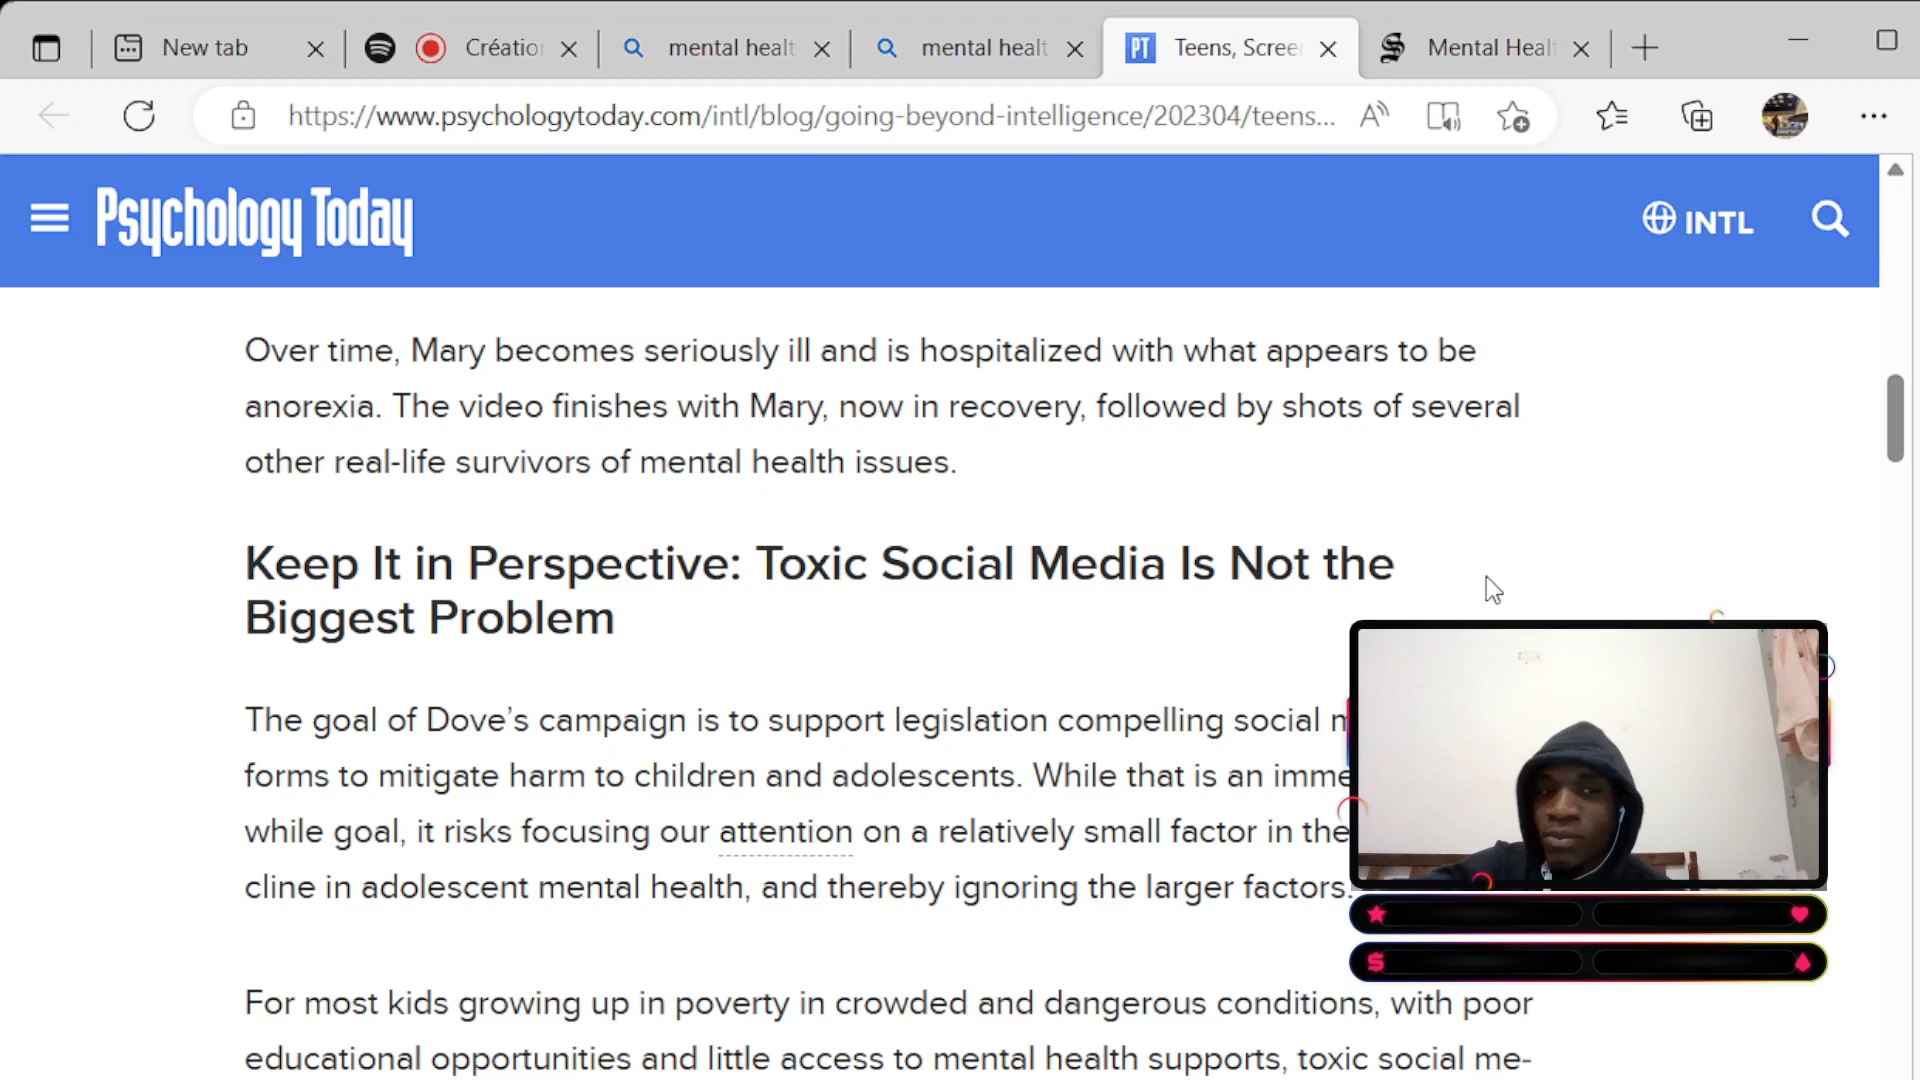 New tab
Créatio
mental healt
mental healt
PT
Teens, Scree
Mental Heal
https://www.psychologytoday.com/intl/blog/going-beyond-intelligence/202304/teens...
Psychology Today
INTL
Over time, Mary becomes seriously ill and is hospitalized with what appears to be
anorexia. The video finishes with Mary, now in recovery, followed by shots of several
other real-life survivors of mental health issues.
Keep It in Perspective: Toxic Social Media Is Not the
Biggest Problem
The goal of Dove’s campaign is to support legislation compelling social m
forms to mitigate harm to children and adolescents. While that is an imme
while goal, it risks focusing our attention on a relatively small factor in the
cline in adolescent mental health, and thereby ignoring the larger factors.
For most kids growing up in poverty in crowded and dangerous conditions, with poor
educational opportunities and little access to mental health supports, toxic social me-